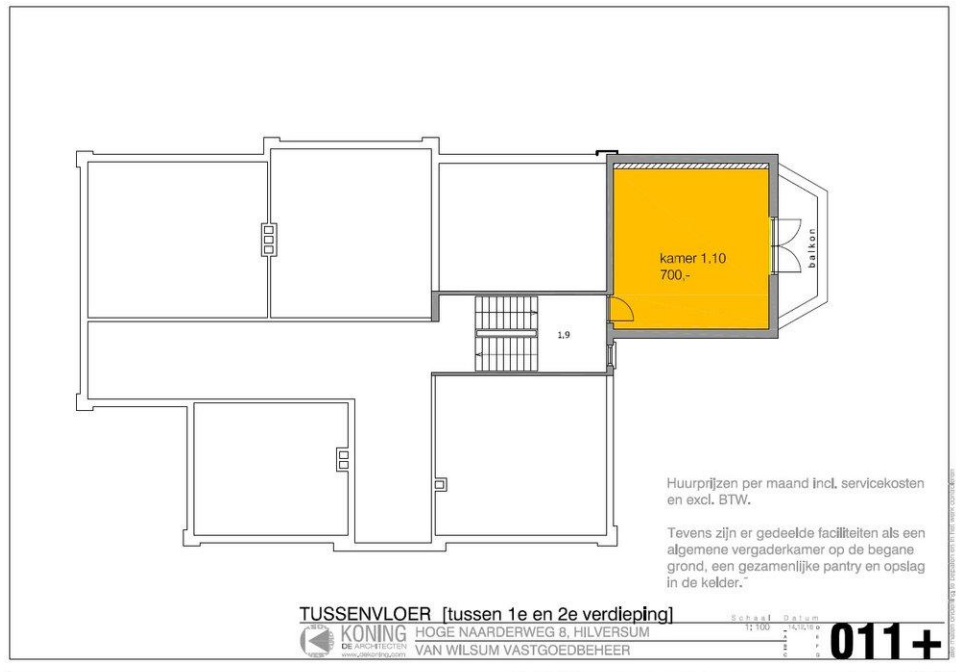 kamer 1.10
700,-
balkon
1.9
Huurprijzen per maand incl. servicekosten
en excl. BTW.
Tevens zijn er gedeelde faciliteiten als een
algemene vergaderkamer op de begane
grond, een gezamenlijke pantry en opslag
in de kelder.
TUSSENVLOER [tussen 1e en 2e verdieping]
KONING
DE ARCHITECTEN
www.dekoning.com
HOGE NAARDERWEG 8, HILVERSUM
VAN WILSUM VASTGOEDBEHEER
Schaal Datum
1:100
011+